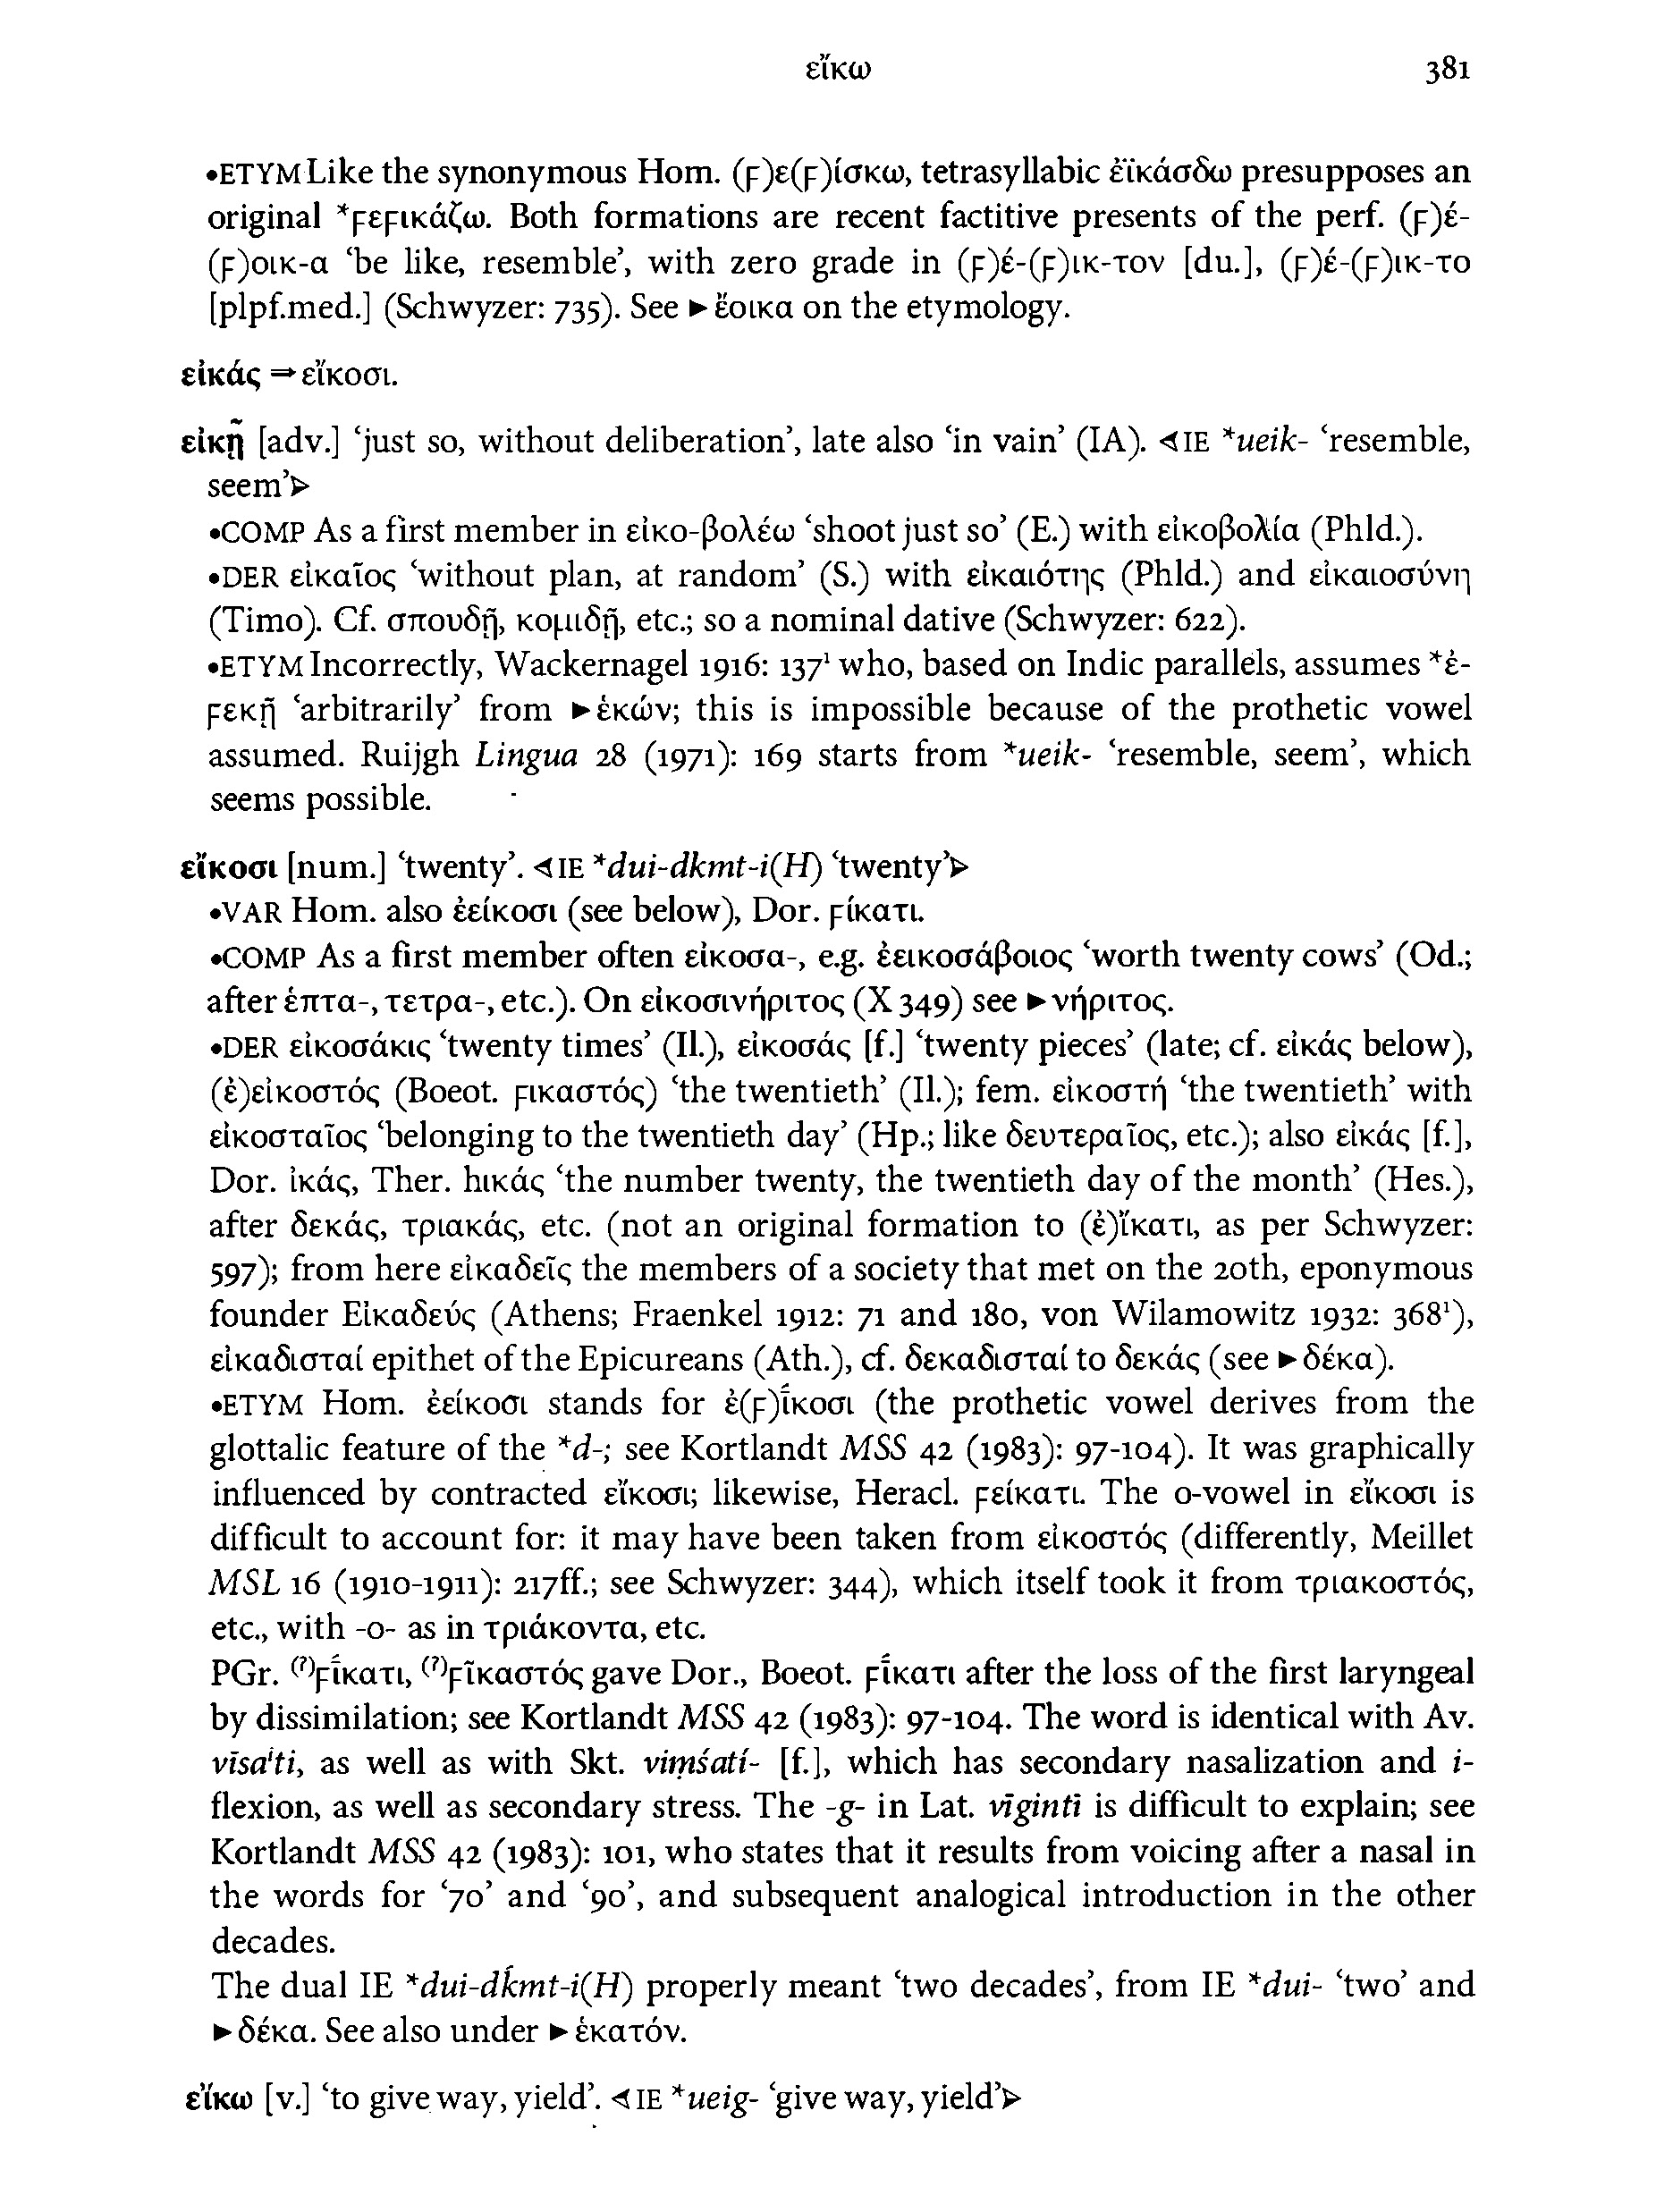 εἴκω 381
•ETYM Like the synonymous Hom. (ϝ)ε(ϝ)ίσκω, tetrasyllabic ἐϊκάσδω presupposes an
original *ϝεϝικάζω. Both formations are recent factitive presents of the perf. (ϝ)έ-
(ϝ)οικ-α ‘be like, resemble’, with zero grade in (ϝ)έ-(ϝ)ικ-τον [du.], (ϝ)έ-(ϝ)ικ-το
[plpf.med.] (Schwyzer: 735). See ►ἔοικα on the etymology.
εἰκάς ⇒εἴκοσι.
εἰκῇ [adv.] ‘just so, without deliberation’, late also ‘in vain’ (IA). ⊲IE *ueik- ‘resemble,
seem’⊳
•COMP As a first member in εἰκο-βολέω ‘shoot just so’ (E.) with εἰκοβολία (Phld.).
•DER εἰκαῖος ‘without plan, at random’ (S.) with εἰκαιότης (Phld.) and εἰκαιοσύνη
(Timo). Cf. σπουδῇ, κομιδῇ, etc.; so a nominal dative (Schwyzer: 622).
•ETYM Incorrectly, Wackernagel 1916: 137¹ who, based on Indic parallels, assumes *ἐ-
ϝεκῇ ‘arbitrarily’ from ►ἑκών; this is impossible because of the prothetic vowel
assumed. Ruijgh Lingua 28 (1971): 169 starts from *ueik- ‘resemble, seem’, which
seems possible.
εἴκοσι [num.] ‘twenty’. ⊲IE *dui-dkmt-i(H) ‘twenty’⊳
•VAR Hom. also ἐείκοσι (see below), Dor. ϝίκατι.
•COMP As a first member often εἰκοσα-, e.g. ἐεικοσάβοιος ‘worth twenty cows’ (Od.;
after ἑπτα-, τετρα-, etc.). On εἰκοσινήριτος (X 349) see ►νήριτος.
•DER εἰκοσάκις ‘twenty times’ (Il.), εἰκοσάς [f.] ‘twenty pieces’ (late; cf. εἰκάς below),
(ἐ)εἰκοστός (Boeot. ϝικαστός) ‘the twentieth’ (Il.); fem. εἰκοστή ‘the twentieth’ with
εἰκοσταῖος ‘belonging to the twentieth day’ (Hp.; like δευτεραῖος, etc.); also εἰκάς [f.],
Dor. ἰκάς, Ther. hικάς ‘the number twenty, the twentieth day of the month’ (Hes.),
after δεκάς, τριακάς, etc. (not an original formation to (ἐ)ΐκατι, as per Schwyzer:
597); from here εἰκαδεῖς the members of a society that met on the 20th, eponymous
founder Εἰκαδεύς (Athens; Fraenkel 1912: 71 and 180, von Wilamowitz 1932: 368¹),
εἰκαδισταί epithet of the Epicureans (Ath.), cf. δεκαδισταί to δεκάς (see ►δέκα).
•ETYM Hom. ἐείκοσι stands for ἐ(ϝ)ῑ́κοσι (the prothetic vowel derives from the
glottalic feature of the *d-; see Kortlandt MSS 42 (1983): 97-104). It was graphically
influenced by contracted εἴκοσι; likewise, Heracl. ϝείκατι. The o-vowel in εἴκοσι is
difficult to account for: it may have been taken from εἰκοστός (differently, Meillet
MSL 16 (1910-1911): 217ff.; see Schwyzer: 344), which itself took it from τριακοστός,
etc., with -ο- as in τριάκοντα, etc.
PGr. ⁽ˀ⁾ϝῑ́κατι, ⁽ˀ⁾ϝῑκαστός gave Dor., Boeot. ϝῑ́κατι after the loss of the first laryngeal
by dissimilation; see Kortlandt MSS 42 (1983): 97-104. The word is identical with Av.
vīsaⁱti, as well as with Skt. viṃśatí- [f.], which has secondary nasalization and i-
flexion, as well as secondary stress. The -g- in Lat. vīgintī is difficult to explain; see
Kortlandt MSS 42 (1983): 101, who states that it results from voicing after a nasal in
the words for ‘70’ and ‘90’, and subsequent analogical introduction in the other
decades.
The dual IE *dui-dḱmt-i(H) properly meant ‘two decades’, from IE *dui- ‘two’ and
►δέκα. See also under ►ἑκατόν.
εἴκω [v.] ‘to give way, yield’. ⊲IE *ueig- ‘give way, yield’⊳